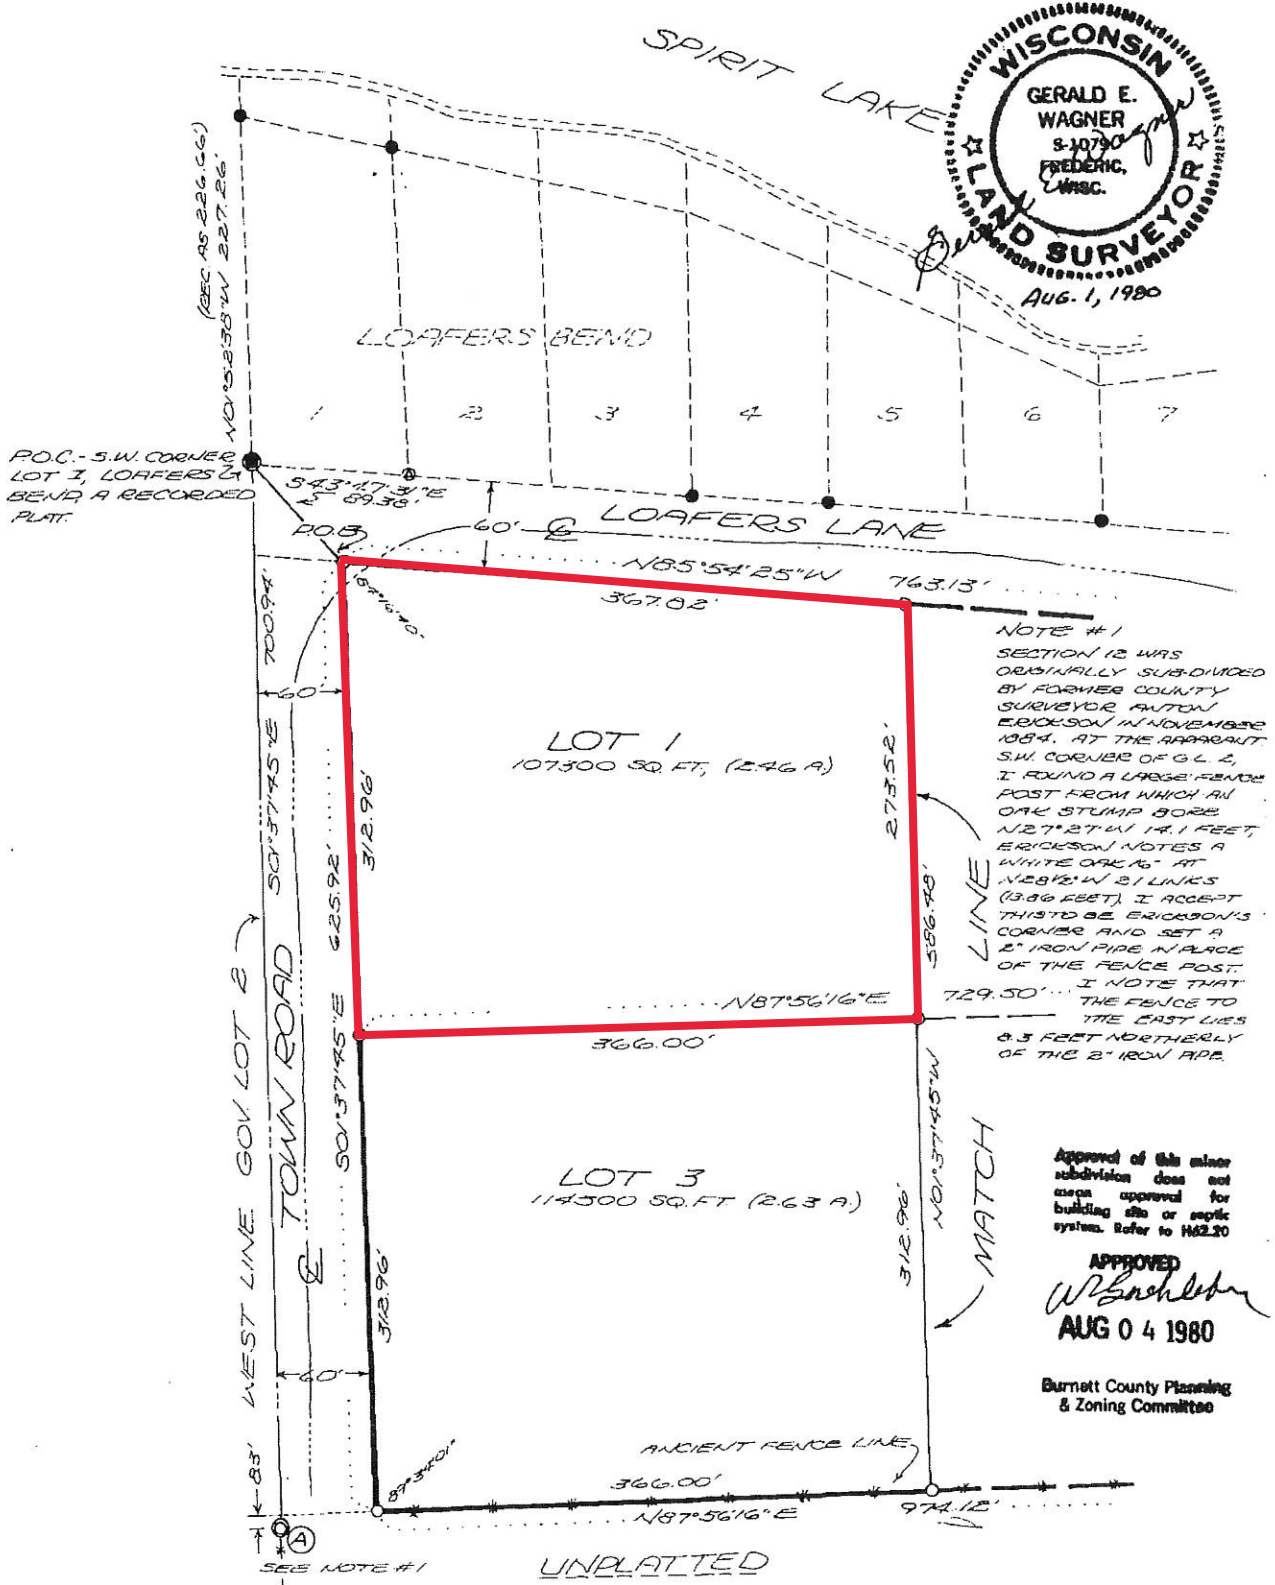 SPIRIT LAKE
WISCONSIN
GERALD E.
WAGNER
S-1079
FREDERIC,
WISC.
LAND SURVEYOR
AUG. 1, 1980
(REC AS 226.66')
N01°52'38"W 227.26'
LOAFERS BEND
1 2 3 4 5 6 7
P.O.C.- S.W. CORNER
LOT 1, LOAFERS
BEND, A RECORDED
PLAT.
S43°47'31"E
89.38'
P.O.B.
60'
LOAFERS LANE
N85°54'25"W
763.13'
367.82'
700.94'
60'
LOT 1
107300 SQ. FT, (2.46 A.)
312.96'
273.52'
S01°37'45"E
625.92'
586.48'
NOTE #1
SECTION 12 WAS
ORIGINALLY SUB-DIVIDED
BY FORMER COUNTY
SURVEYOR ANTON
ERICKSON IN NOVEMBER
1884. AT THE APPARANT
S.W. CORNER OF G.L. 2,
I FOUND A LARGE FENCE
POST FROM WHICH AN
OAK STUMP BORE
N27°27'W 14.1 FEET,
ERICKSON NOTES A
WHITE OAK 16" AT
N28½°W 21 LINKS
(13.86 FEET) I ACCEPT
THIS TO BE ERICKSON'S
CORNER AND SET A
2" IRON PIPE IN PLACE
OF THE FENCE POST.
I NOTE THAT
THE FENCE TO
THE EAST LIES
8.3 FEET NORTHERLY
OF THE 2" IRON PIPE.
MATCH LINE
N87°56'16"E
729.50'
366.00'
WEST LINE GOV. LOT 2
TOWN ROAD
S01°37'45"E
N01°37'45"W
LOT 3
114500 SQ. FT (2.63 A.)
312.96'
312.96'
Approval of this minor
subdivision does not
mean approval for
building site or septic
system. Refer to H62.20
APPROVED
AUG 04 1980
Burnett County Planning
& Zoning Committee
60'
83'
87°34'01"
ANCIENT FENCE LINE
366.00'
N87°56'16"E
974.12'
A
SEE NOTE #1
UNPLATTED